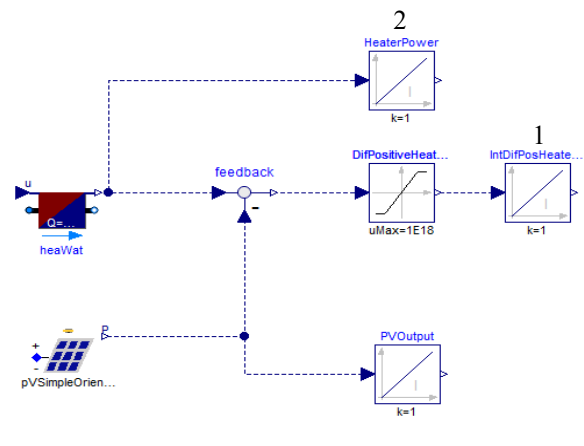 2
HeaterPower
I
k=1
1
DifPositiveHeat...
IntDifPosHeate...
feedback
u
I
Q=...
-
uMax=1E18
k=1
heaWat
P
PVOutput
+
-
I
pVSimpleOrien...
k=1